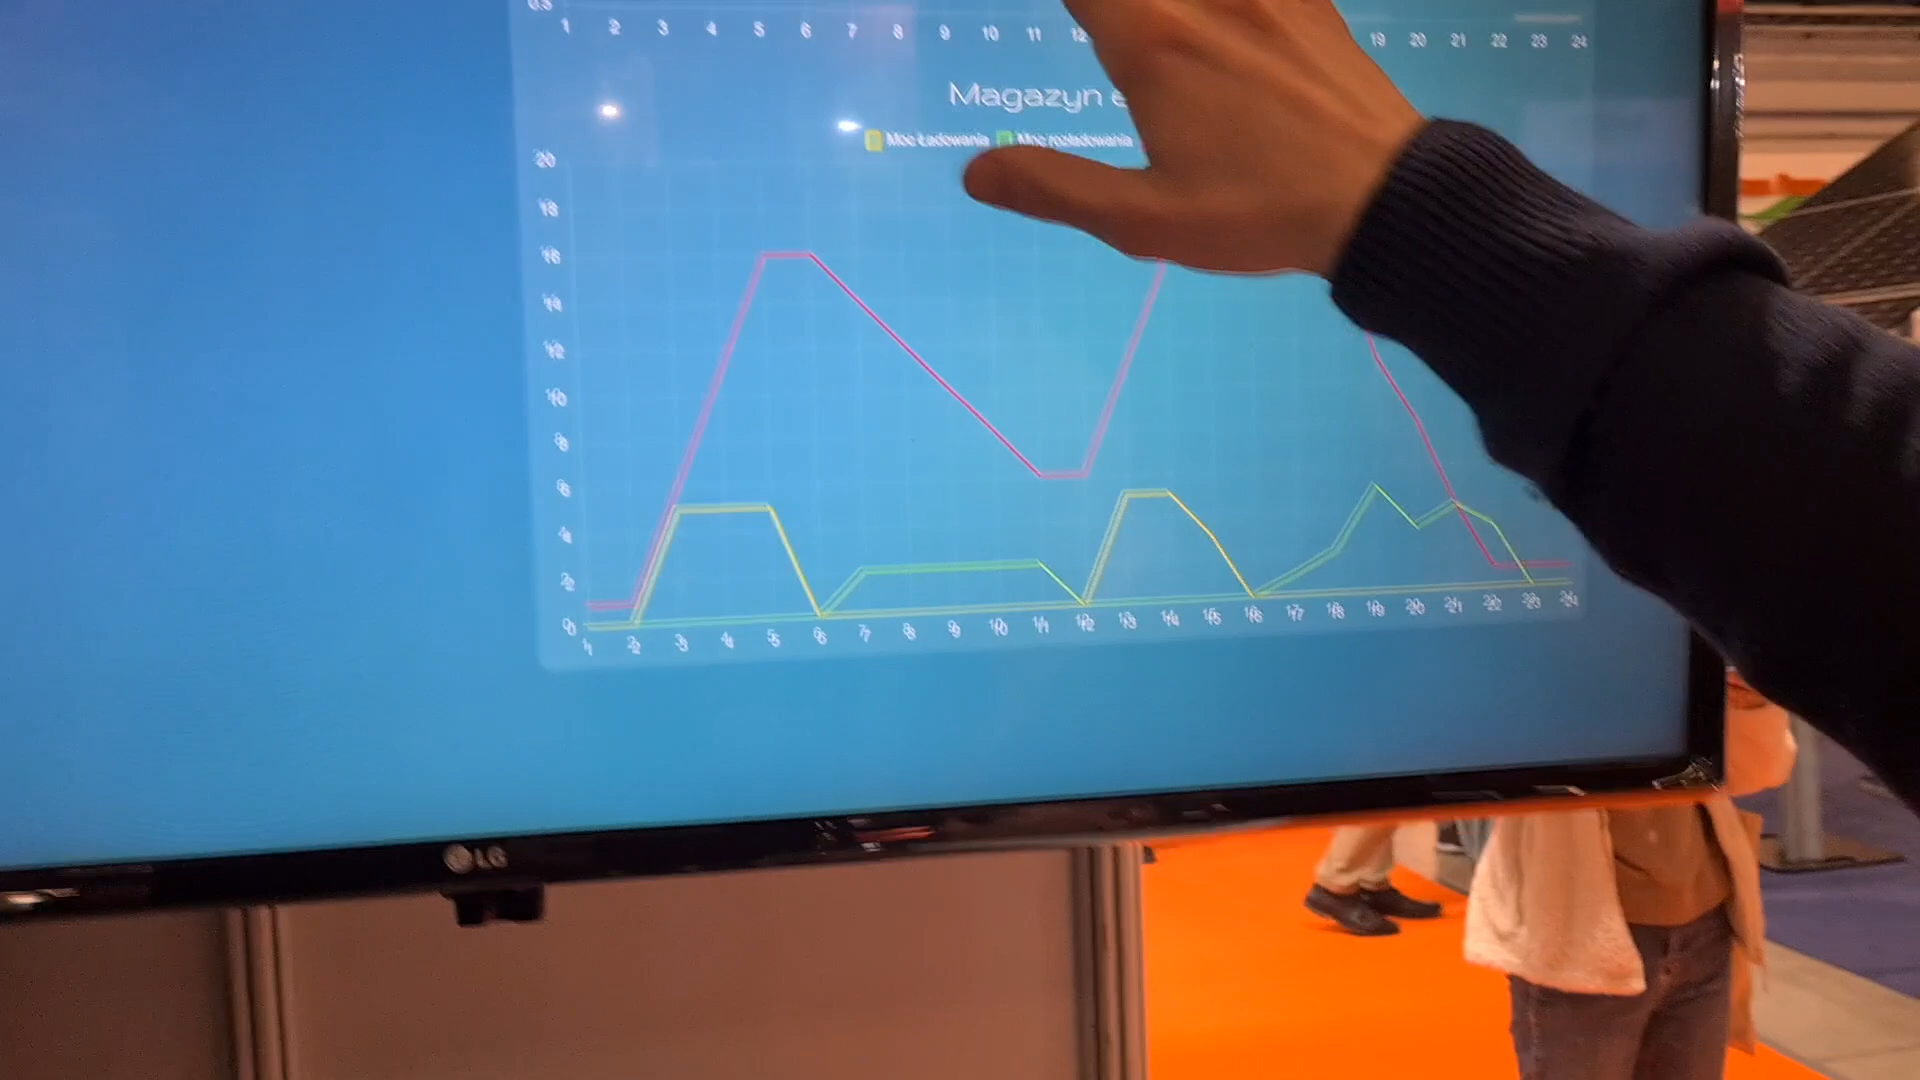 0.5
1 2 3 4 5 6 7 8 9 10 11 12 19 20 21 22 23 24
Magazyn e
Moc Ładowania Moc rozładowania
20
18
16
14
12
10
8
6
4
2
0
1 2 3 4 5 6 7 8 9 10 11 12 13 14 15 16 17 18 19 20 21 22 23 24
LG